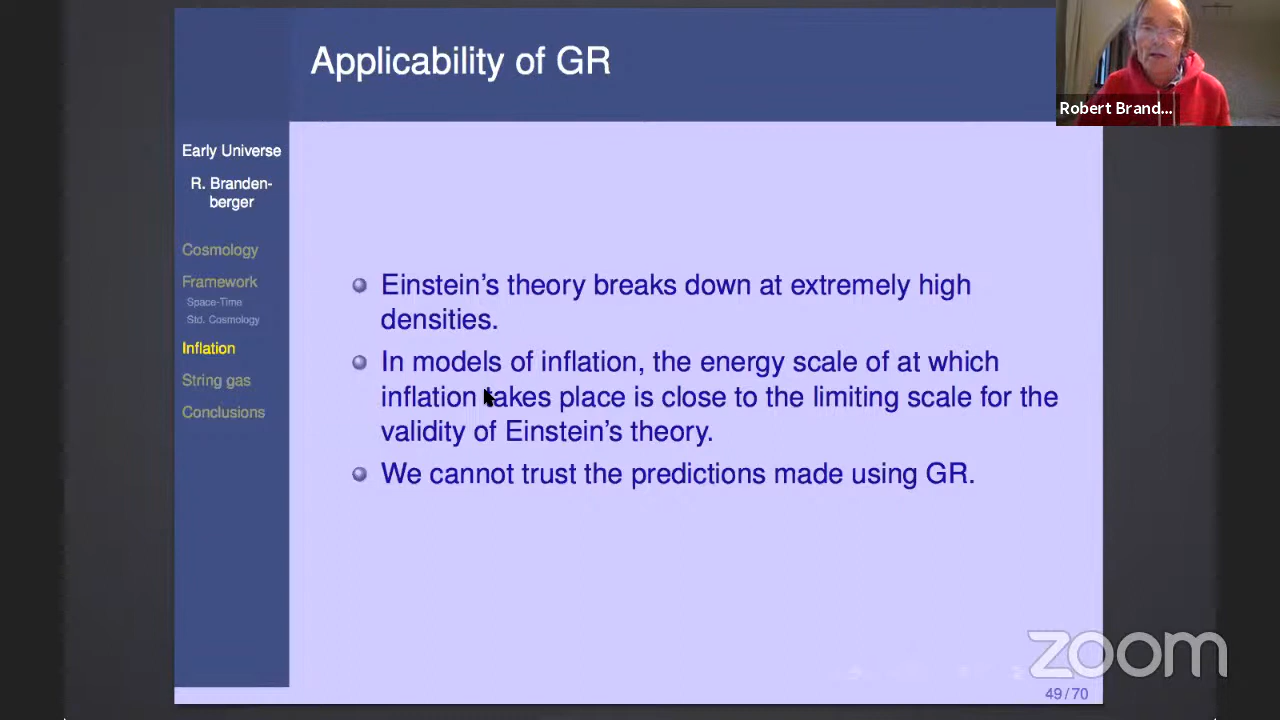 Applicability of GR
Robert Brand...
Early Universe
R. Branden-
berger
Cosmology
Framework
Space-Time
Std. Cosmology
Inflation
String gas
Conclusions
Einstein's theory breaks down at extremely high
densities.
In models of inflation, the energy scale of at which
inflation takes place is close to the limiting scale for the
validity of Einstein's theory.
We cannot trust the predictions made using GR.
zoom
49/70